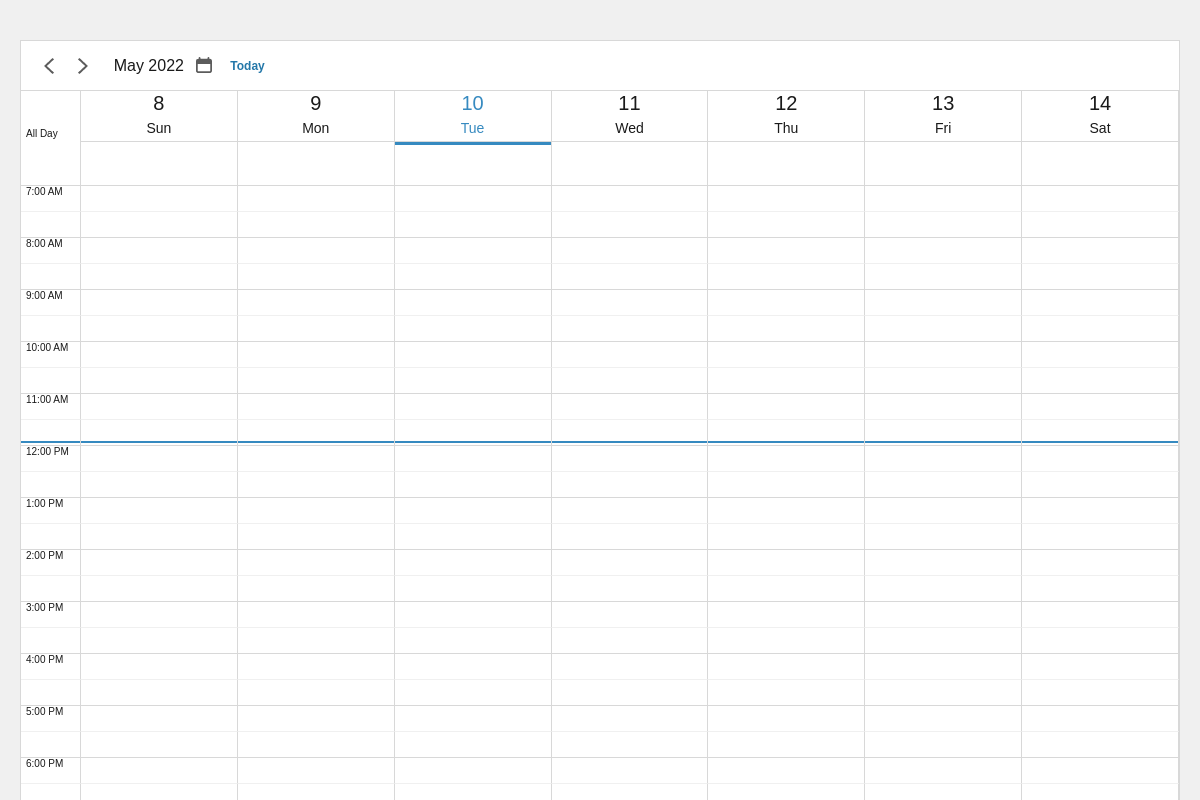 May 2022 Today
8 9 10 11 12 13 14
Sun Mon Tue Wed Thu Fri Sat
All Day
7:00 AM
8:00 AM
9:00 AM
10:00 AM
11:00 AM
12:00 PM
1:00 PM
2:00 PM
3:00 PM
4:00 PM
5:00 PM
6:00 PM